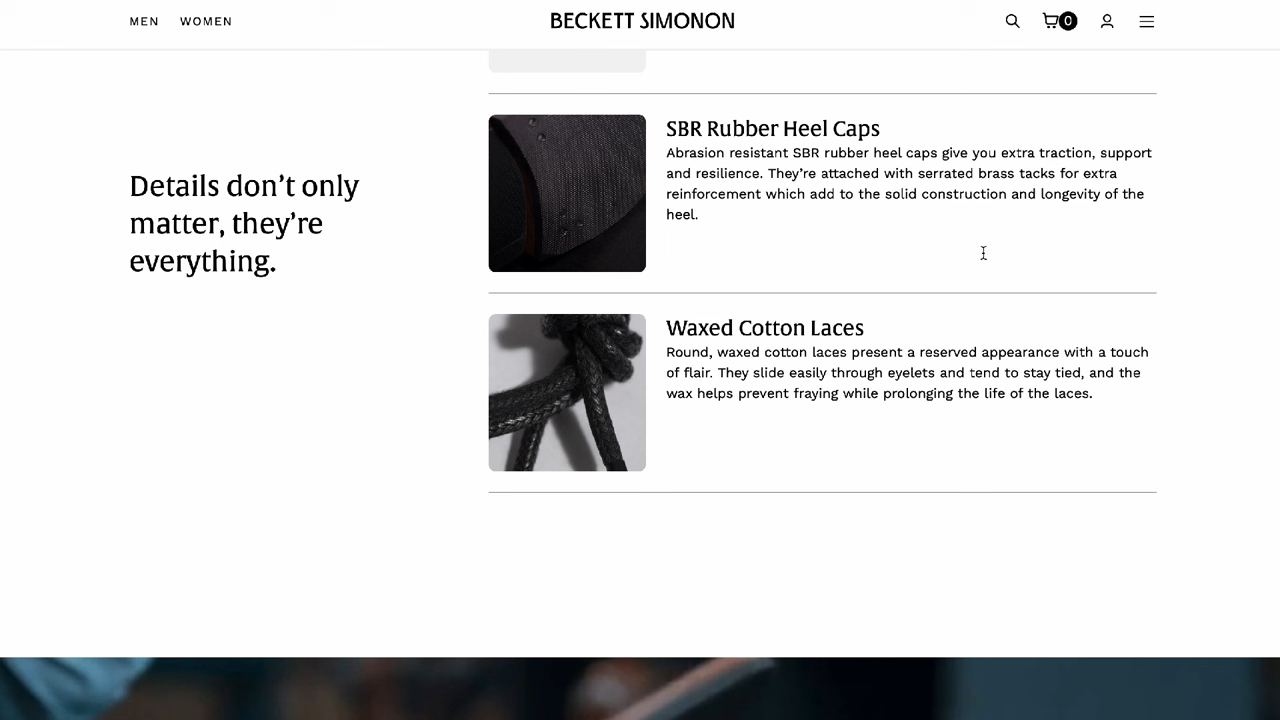 MEN WOMEN BECKETT SIMONON 0
Details don’t only
matter, they’re
everything.
SBR Rubber Heel Caps
Abrasion resistant SBR rubber heel caps give you extra traction, support
and resilience. They’re attached with serrated brass tacks for extra
reinforcement which add to the solid construction and longevity of the
heel.
Waxed Cotton Laces
Round, waxed cotton laces present a reserved appearance with a touch
of flair. They slide easily through eyelets and tend to stay tied, and the
wax helps prevent fraying while prolonging the life of the laces.